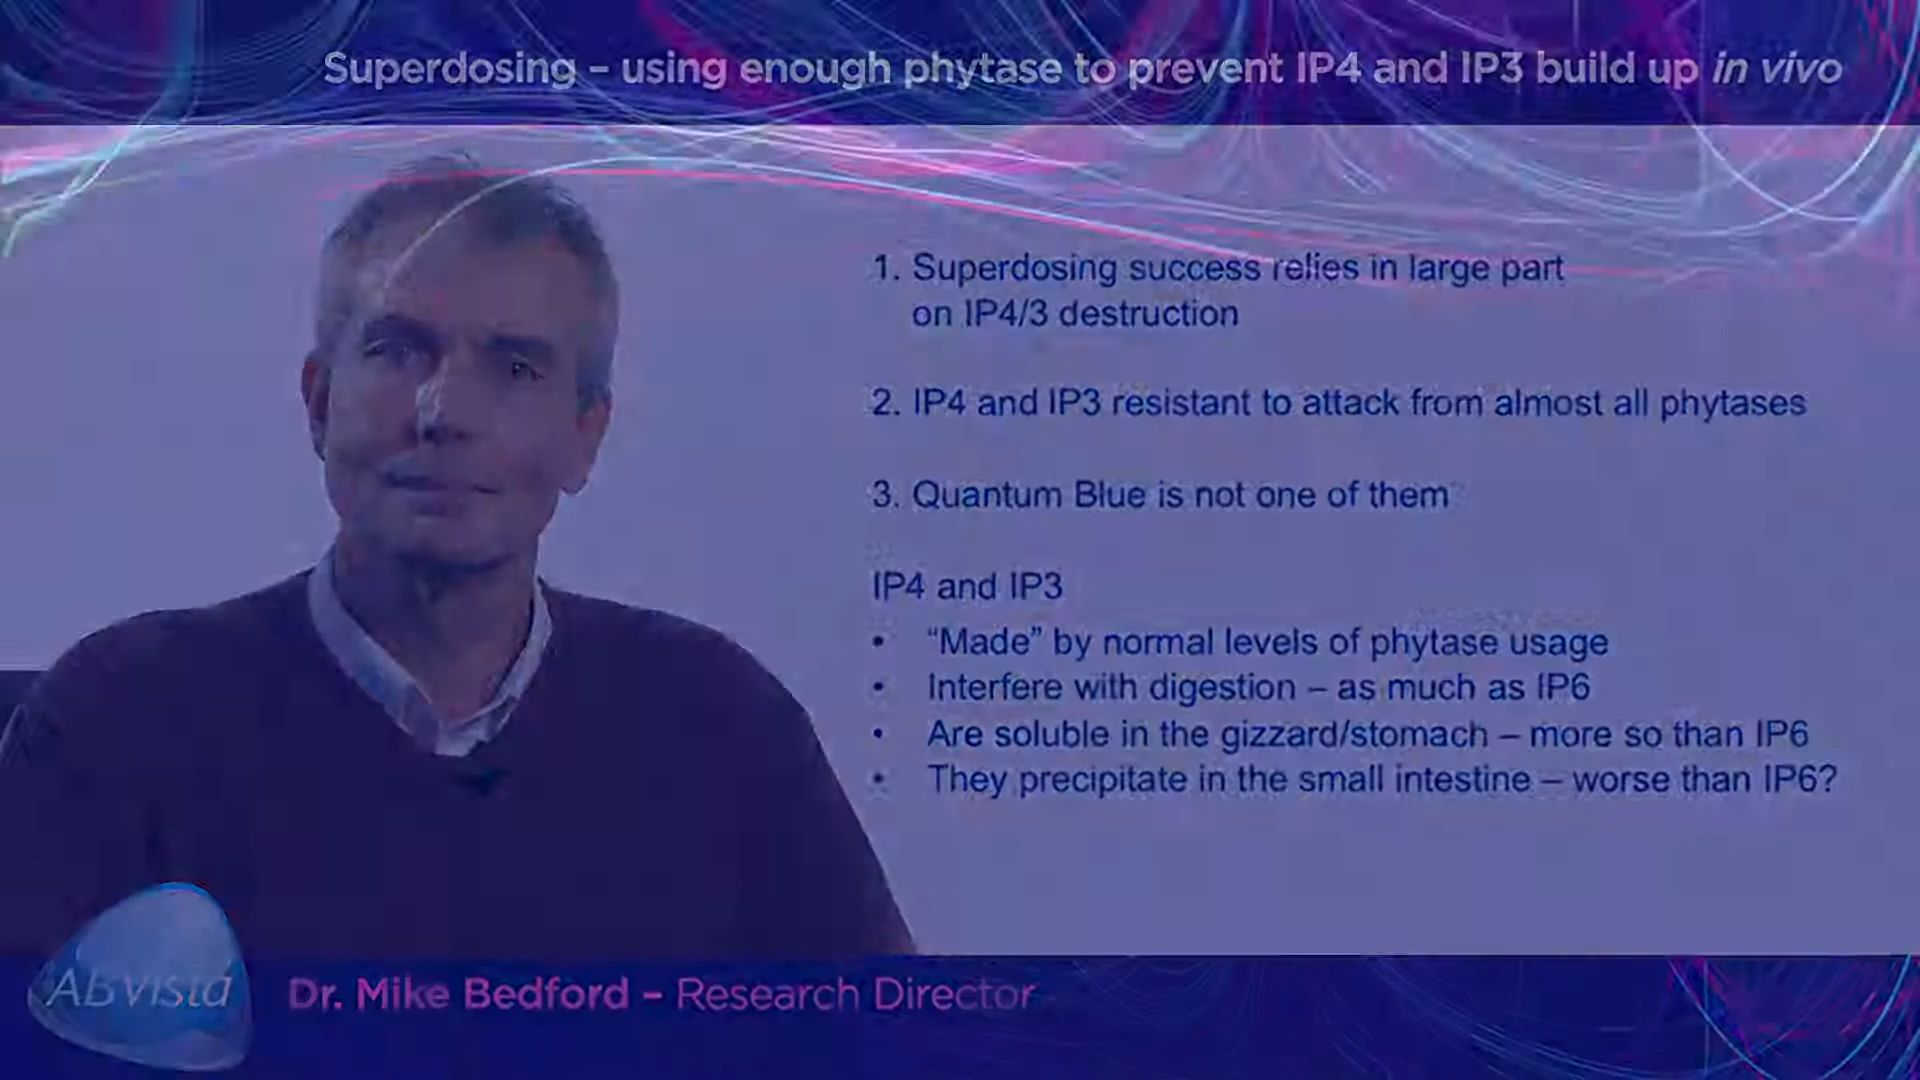 Superdosing – using enough phytase to prevent IP4 and IP3 build up in vivo
1. Superdosing success relies in large part
on IP4/3 destruction
2. IP4 and IP3 resistant to attack from almost all phytases
3. Quantum Blue is not one of them
IP4 and IP3
• “Made” by normal levels of phytase usage
• Interfere with digestion – as much as IP6
• Are soluble in the gizzard/stomach – more so than IP6
• They precipitate in the small intestine – worse than IP6?
AB Vista
Dr. Mike Bedford – Research Director